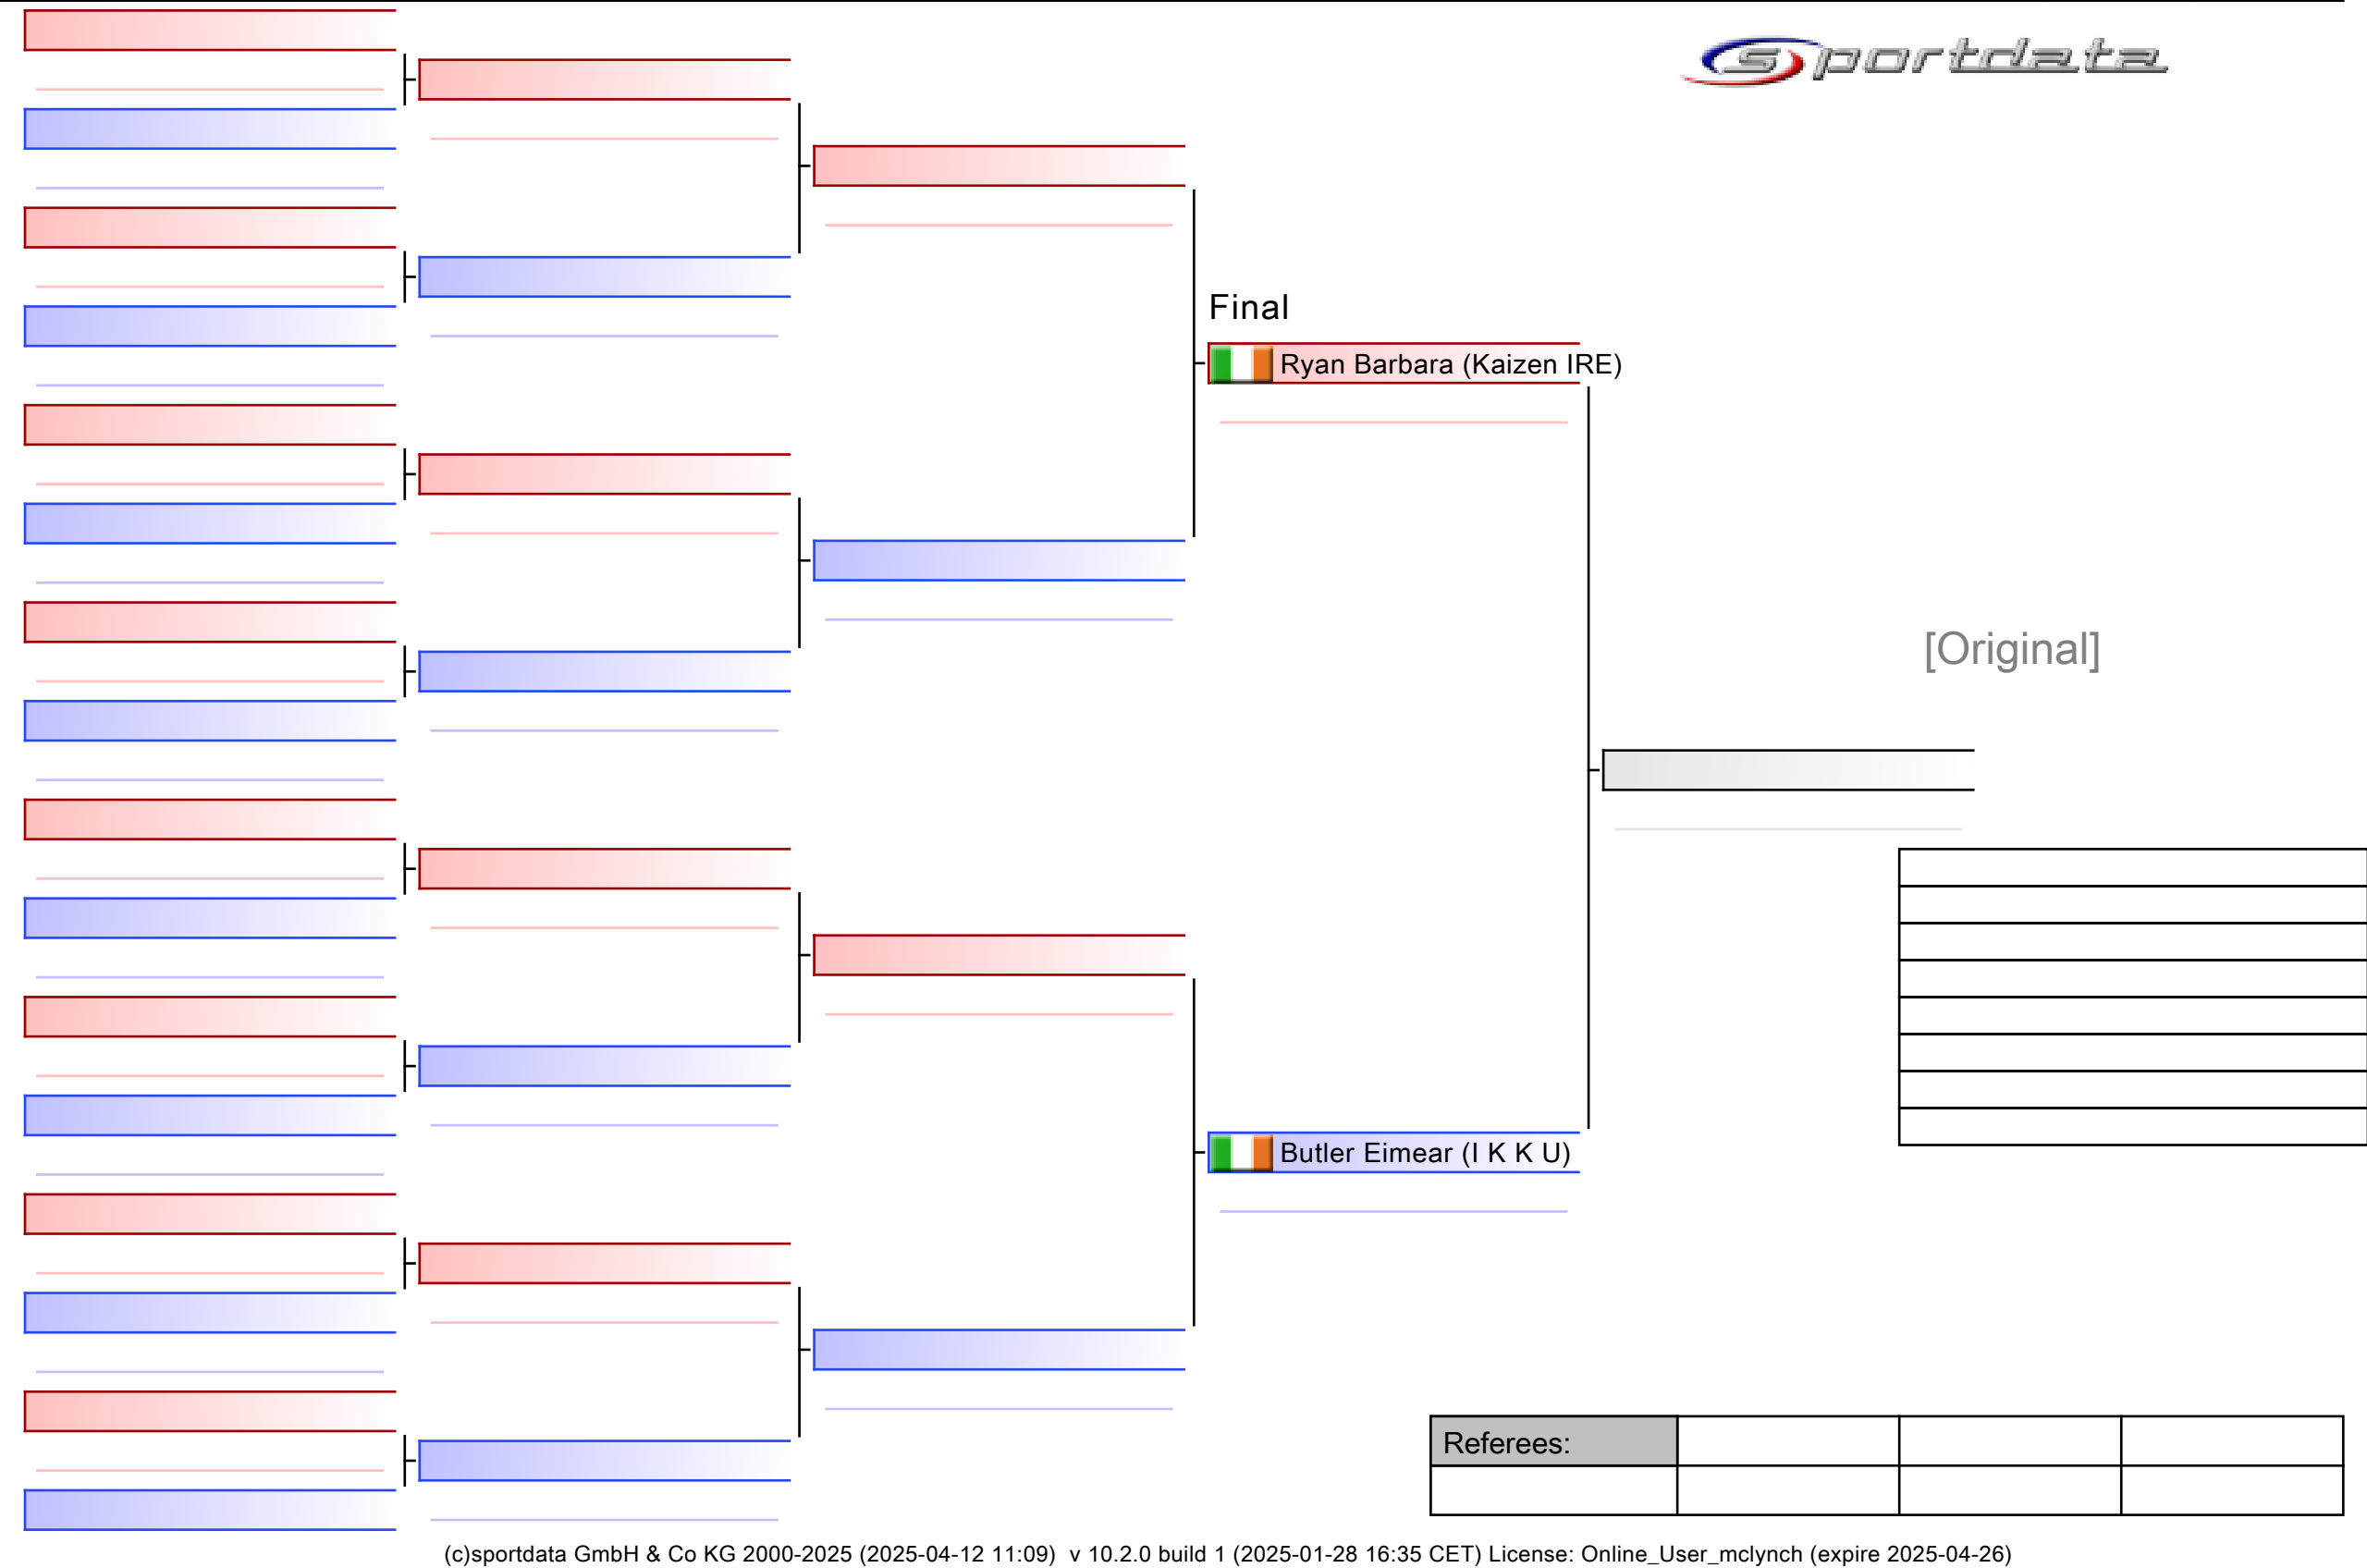 sportdata
Final
Ryan Barbara (Kaizen IRE)
[Original]
Butler Eimear (I K K U)
Referees:
(c)sportdata GmbH & Co KG 2000-2025 (2025-04-12 11:09)  v 10.2.0 build 1 (2025-01-28 16:35 CET) License: Online_User_mclynch (expire 2025-04-26)